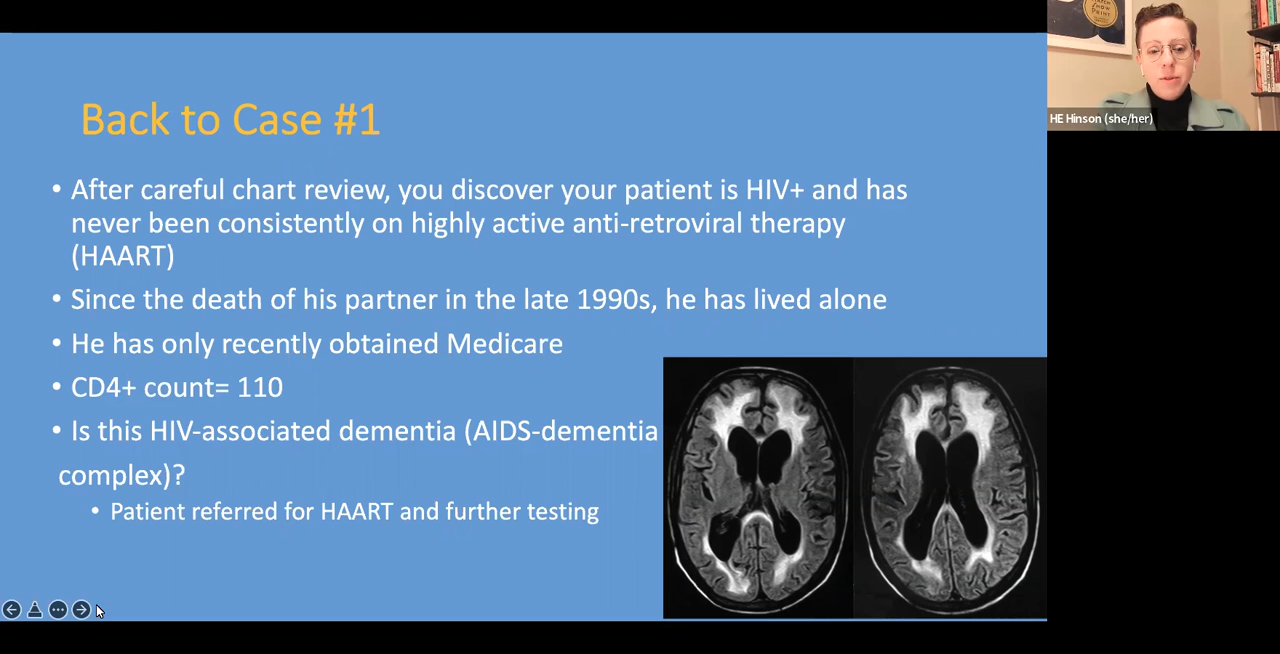 Back to Case #1
• After careful chart review, you discover your patient is HIV+ and has
never been consistently on highly active anti-retroviral therapy
(HAART)
• Since the death of his partner in the late 1990s, he has lived alone
• He has only recently obtained Medicare
• CD4+ count= 110
• Is this HIV-associated dementia (AIDS-dementia
complex)?
• Patient referred for HAART and further testing
HE Hinson (she/her)